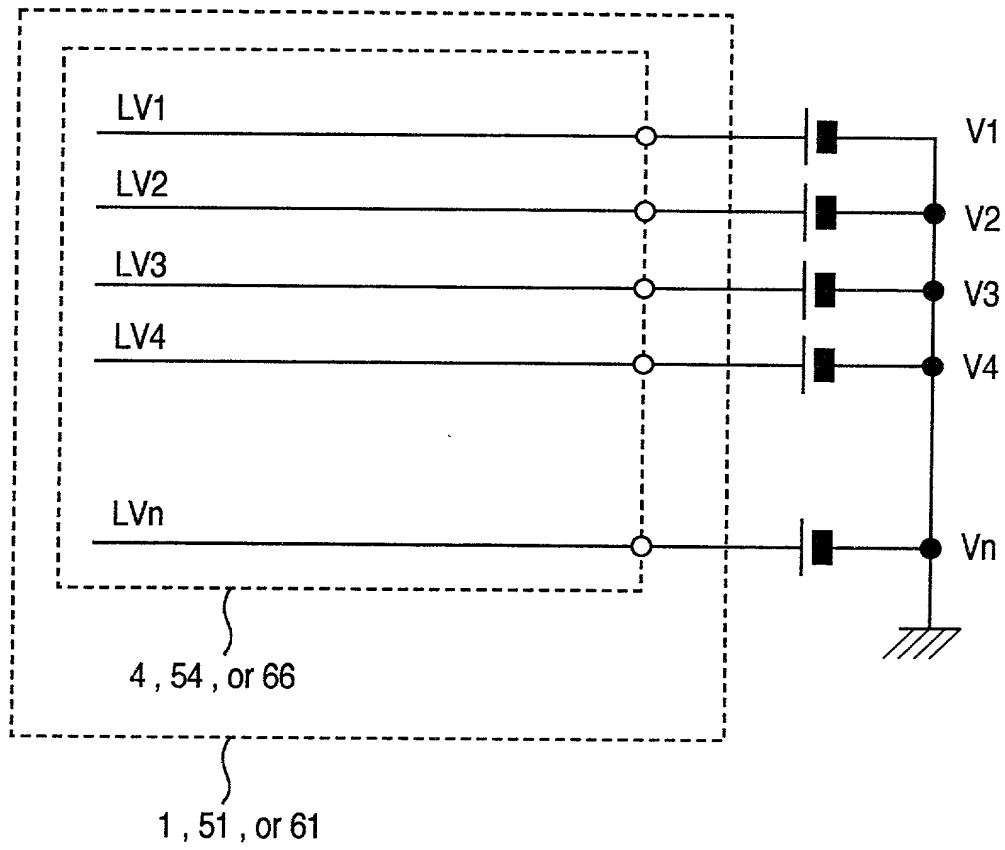 LV1
V1
LV2
V2
LV3
V3
LV4
V4
LVn
Vn
4 , 54 , or 66
1 , 51 , or 61